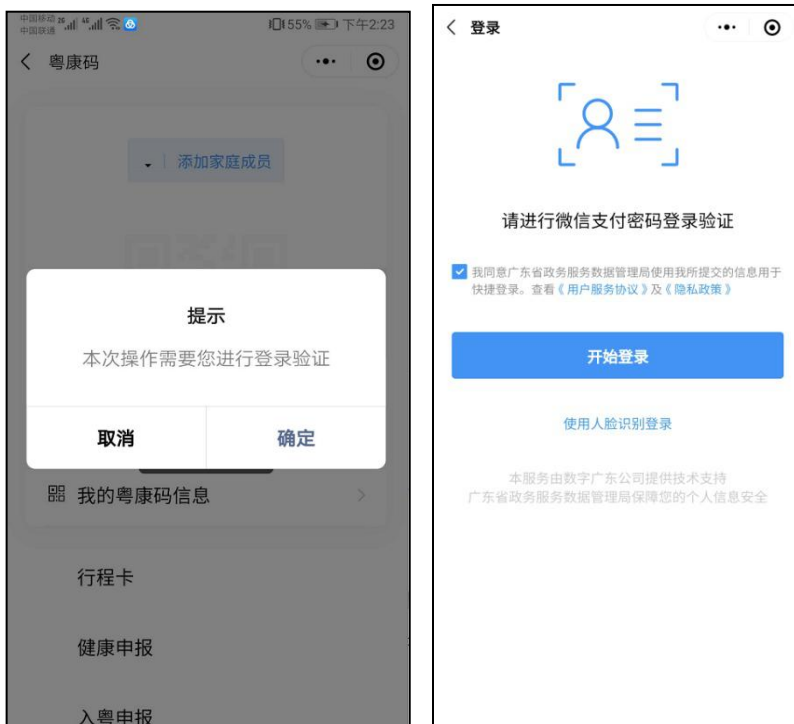 中国移动 2G 4G
中国联通
55% 下午2:23
粤康码
添加家庭成员
提示
本次操作需要您进行登录验证
取消
确定
我的粤康码信息
行程卡
健康申报
入粤申报
登录
请进行微信支付密码登录验证
我同意广东省政务服务数据管理局使用我所提交的信息用于
快捷登录。查看《用户服务协议》及《隐私政策》
开始登录
使用人脸识别登录
本服务由数字广东公司提供技术支持
广东省政务服务数据管理局保障您的个人信息安全